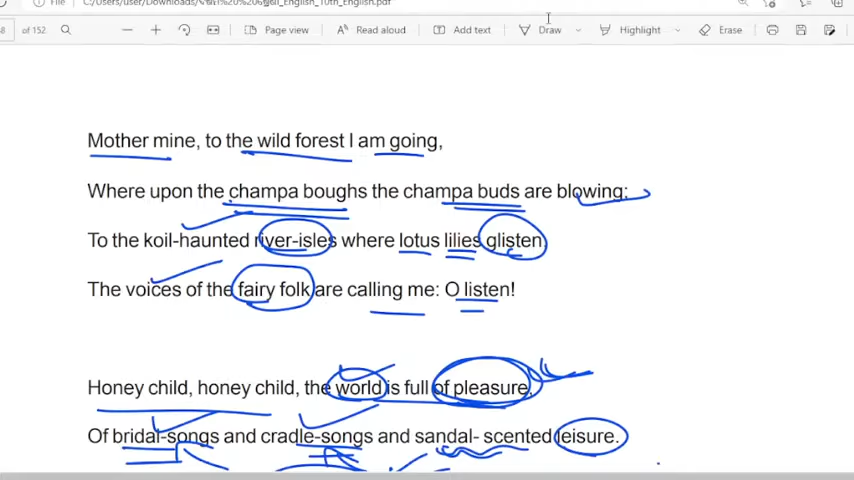 File
of 152
Page view
Read aloud
Add text
Draw
Highlight
Erase
Mother mine, to the wild forest I am going,
Where upon the champa boughs the champa buds are blowing;
To the koil-haunted river-isles where lotus lilies glisten,
The voices of the fairy folk are calling me: O listen!
Honey child, honey child, the world is full of pleasure,
Of bridal-songs and cradle-songs and sandal- scented leisure.